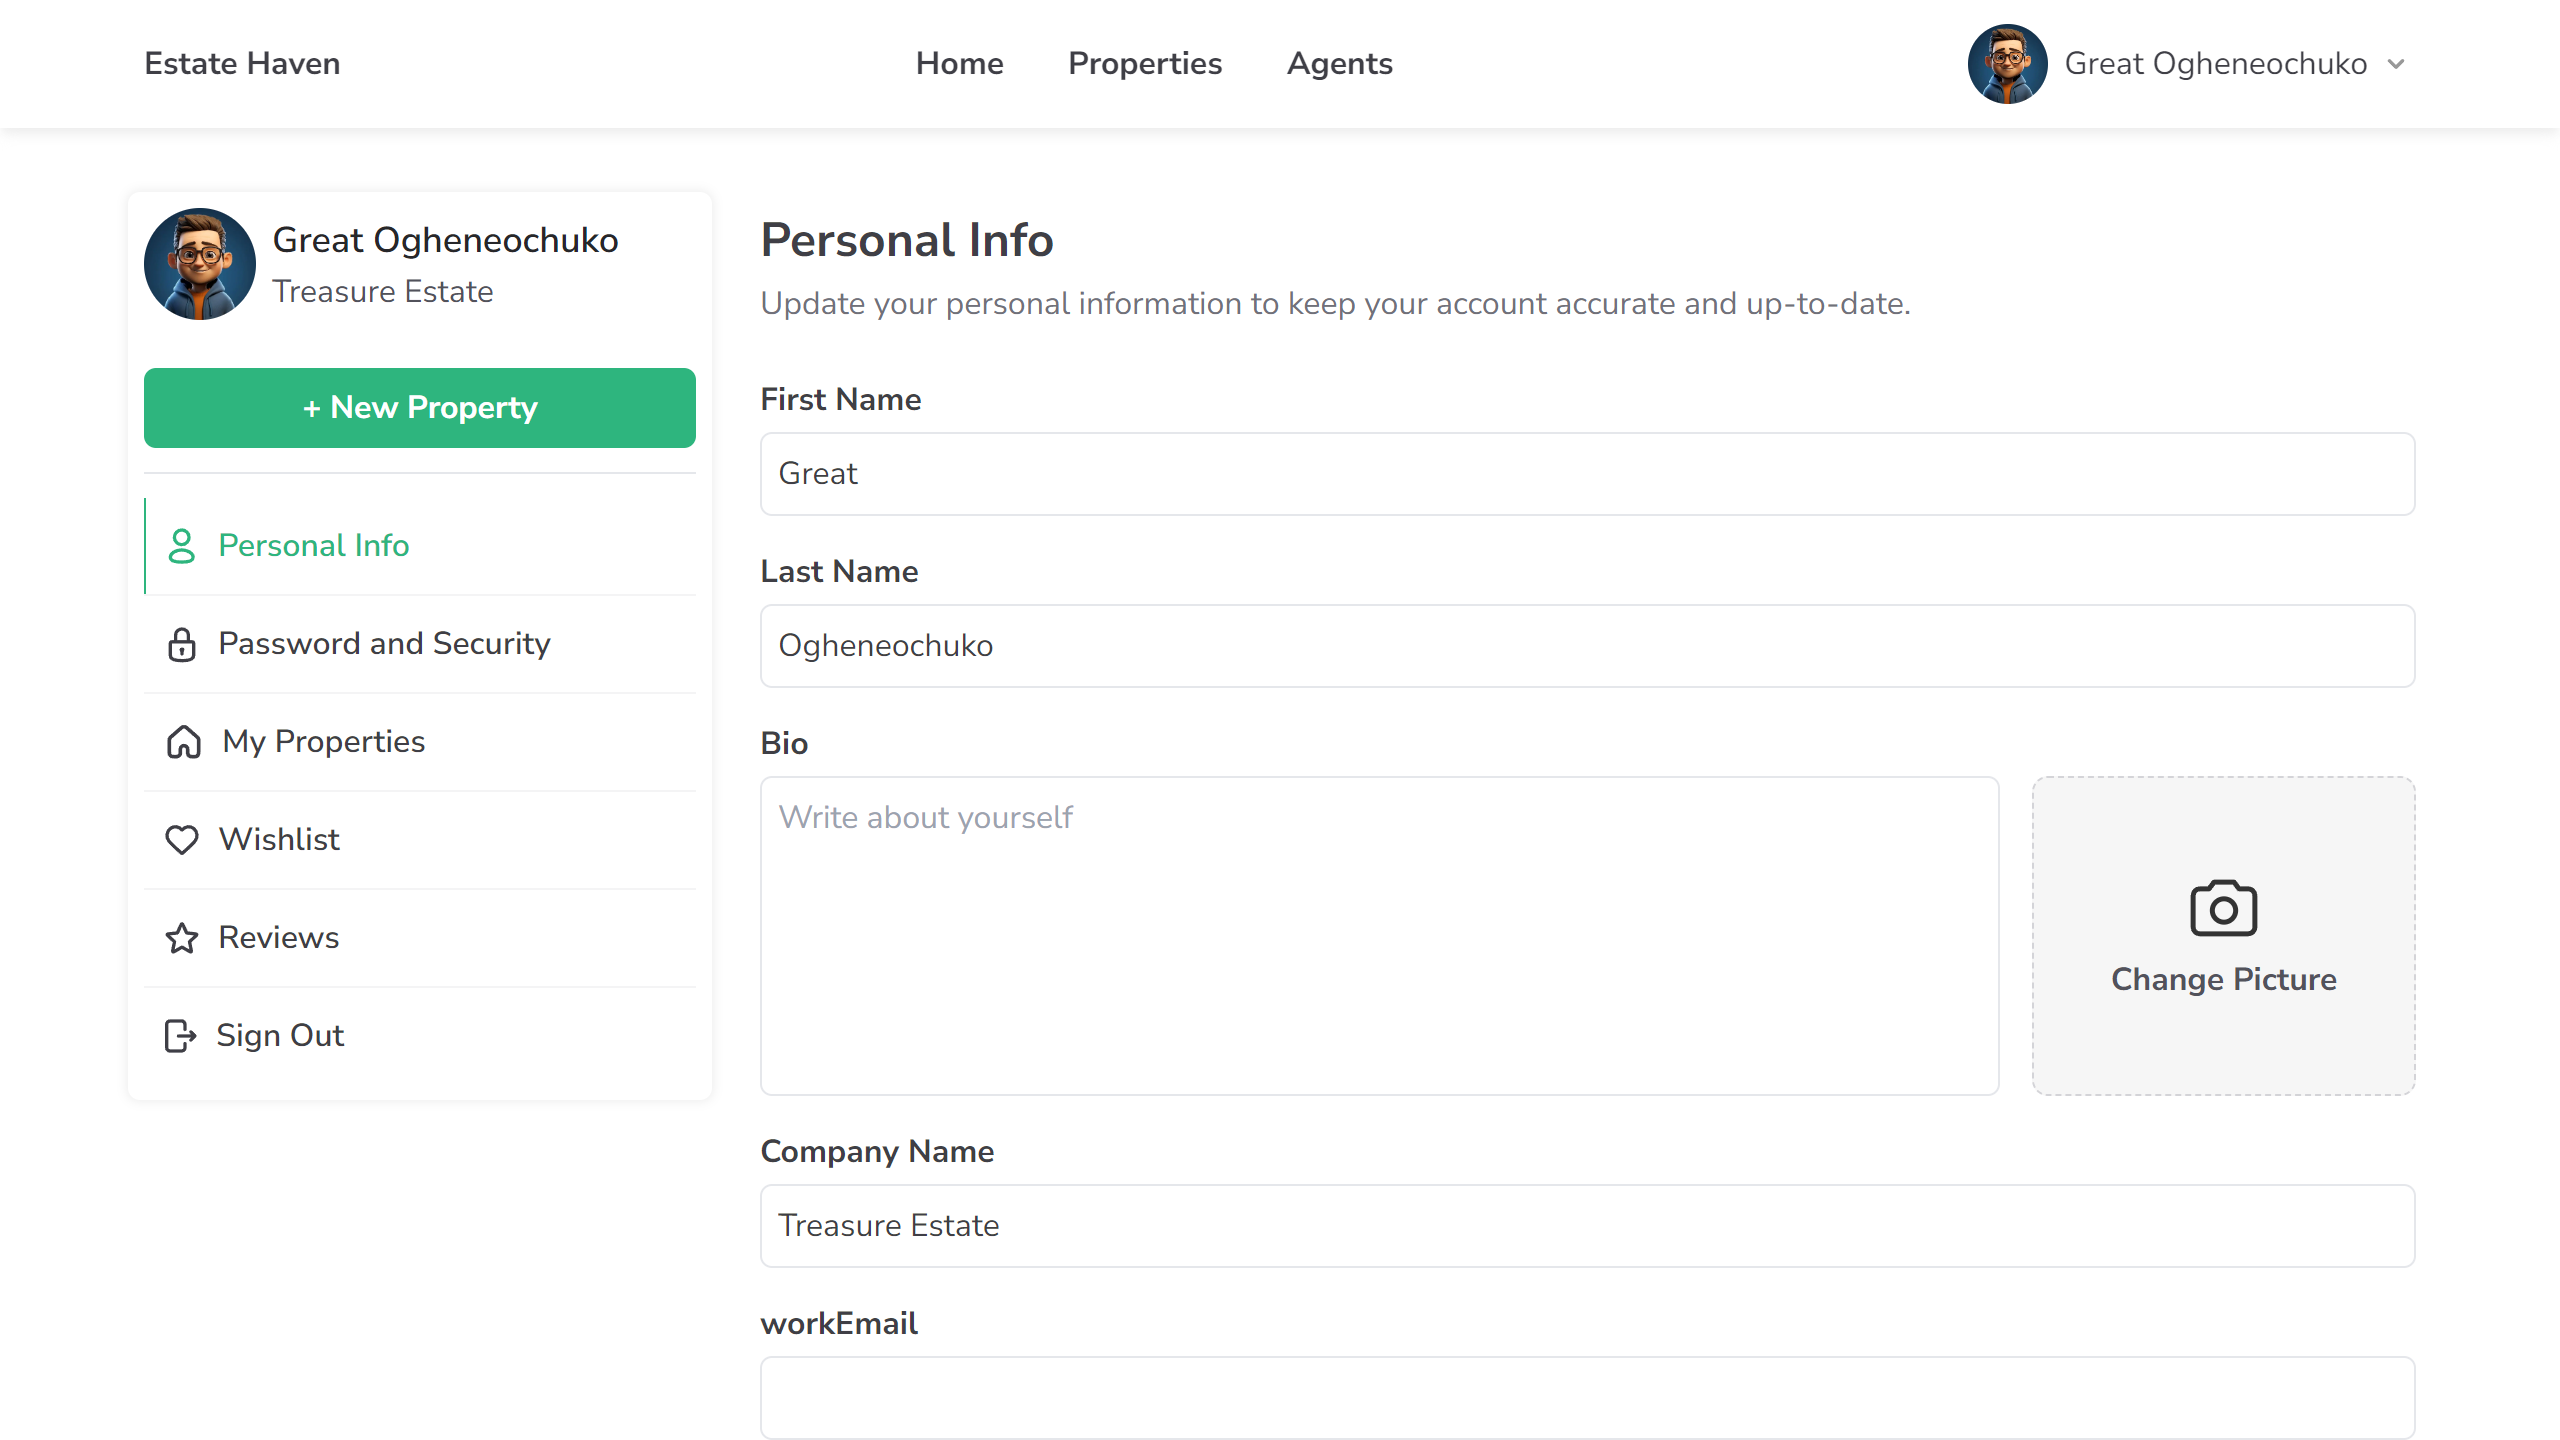 Estate Haven
Home Properties Agents
Great Ogheneochuko
Great Ogheneochuko
Treasure Estate
+ New Property
Personal Info
Password and Security
My Properties
Wishlist
Reviews
Sign Out
Personal Info
Update your personal information to keep your account accurate and up-to-date.
First Name
Great
Last Name
Ogheneochuko
Bio
Write about yourself
Change Picture
Company Name
Treasure Estate
workEmail